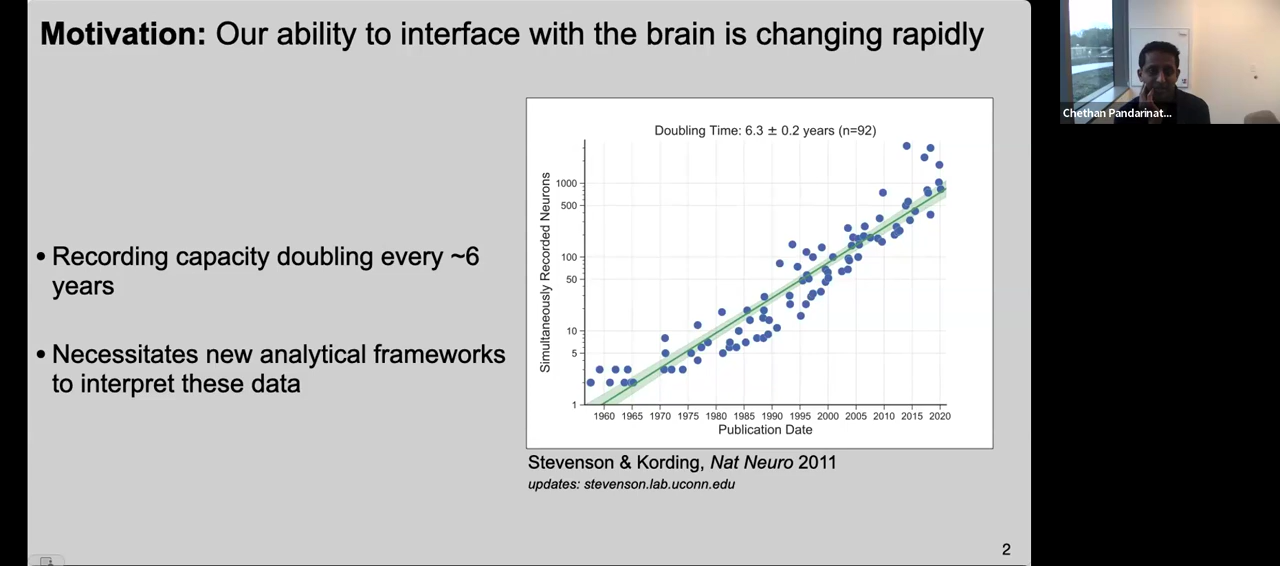 Motivation: Our ability to interface with the brain is changing rapidly
• Recording capacity doubling every ~6
years
• Necessitates new analytical frameworks
to interpret these data
Doubling Time: 6.3 ± 0.2 years (n=92)
Simultaneously Recorded Neurons
1000
500
100
50
10
5
1
1960 1965 1970 1975 1980 1985 1990 1995 2000 2005 2010 2015 2020
Publication Date
Stevenson & Kording, Nat Neuro 2011
updates: stevenson.lab.uconn.edu
2
Chethan Pandarinat...